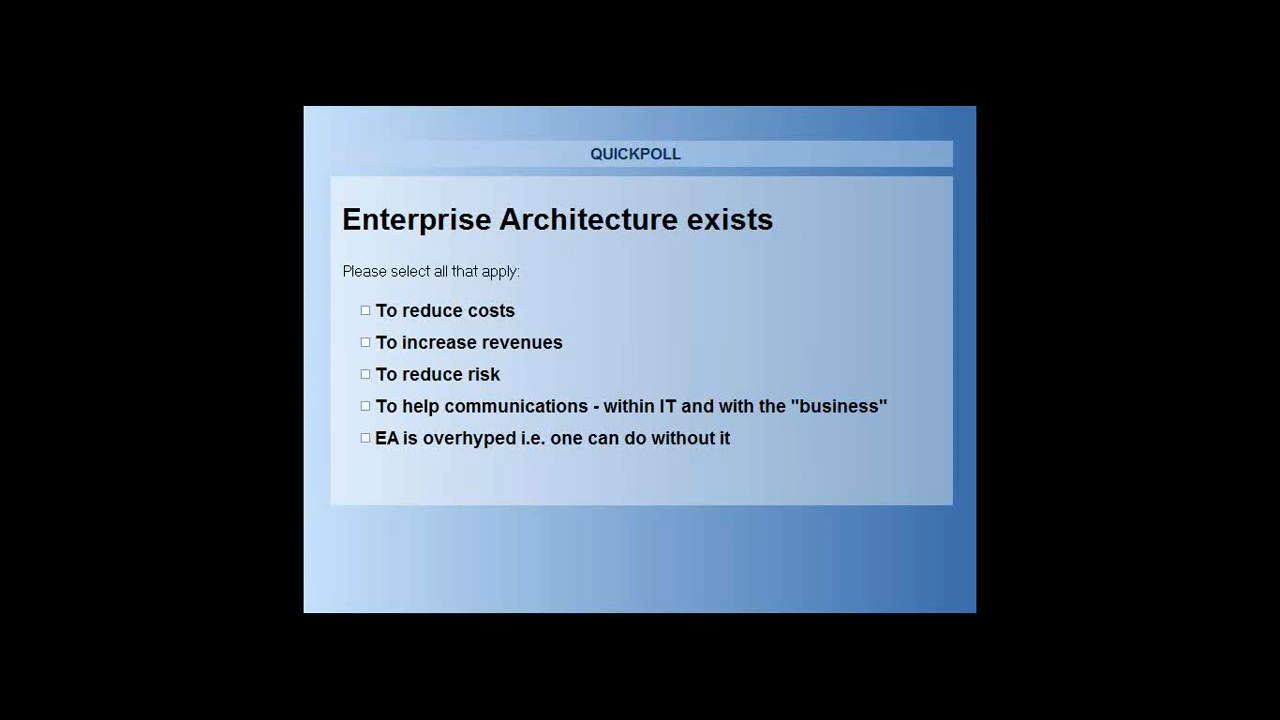 QUICKPOLL
Enterprise Architecture exists
Please select all that apply:
To reduce costs
To increase revenues
To reduce risk
To help communications - within IT and with the "business"
EA is overhyped i.e. one can do without it